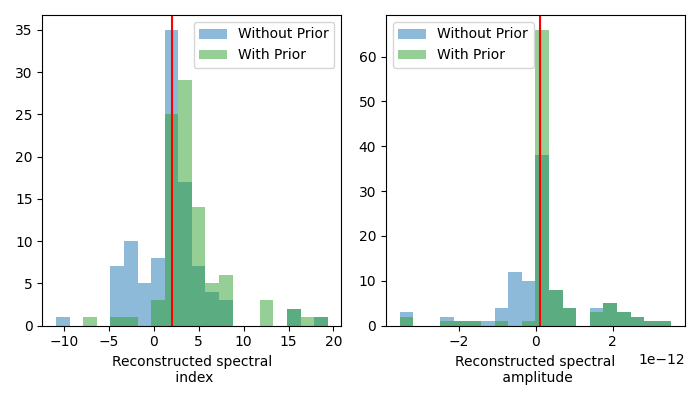 Without Prior
With Prior
35
30
25
20
15
10
5
0
−10
−5
0
5
10
15
20
Reconstructed spectral
index
Without Prior
With Prior
60
50
40
30
20
10
0
−2
0
2
1e−12
Reconstructed spectral
amplitude